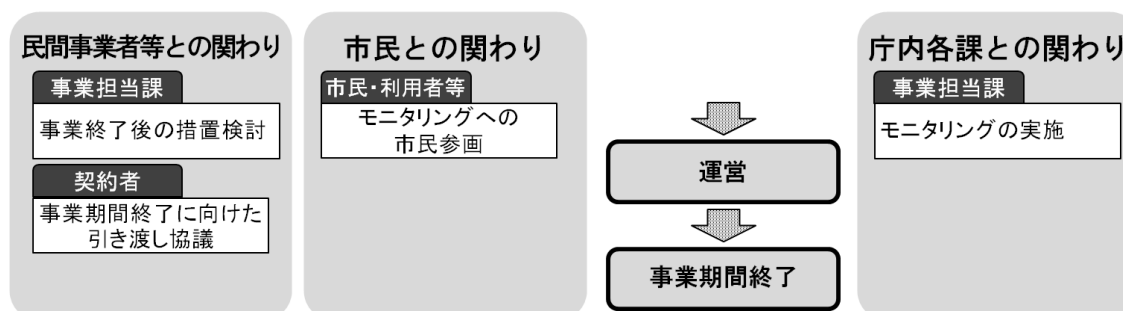 民間事業者等との関わり
事業担当課
事業終了後の措置検討
契約者
事業期間終了に向けた
引き渡し協議
市民との関わり
市民・利用者等
モニタリングへの
市民参画
運営
事業期間終了
庁内各課との関わり
事業担当課
モニタリングの実施